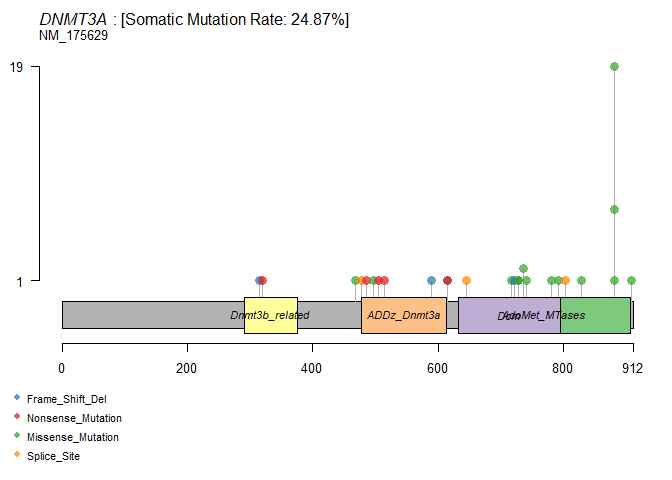 DNMT3A : [Somatic Mutation Rate: 24.87%]
NM_175629
19
1
Dnmt3b_related
ADDz_Dnmt3a
AdoMet_MTases
0
200
400
600
800
912
Frame_Shift_Del
Nonsense_Mutation
Missense_Mutation
Splice_Site